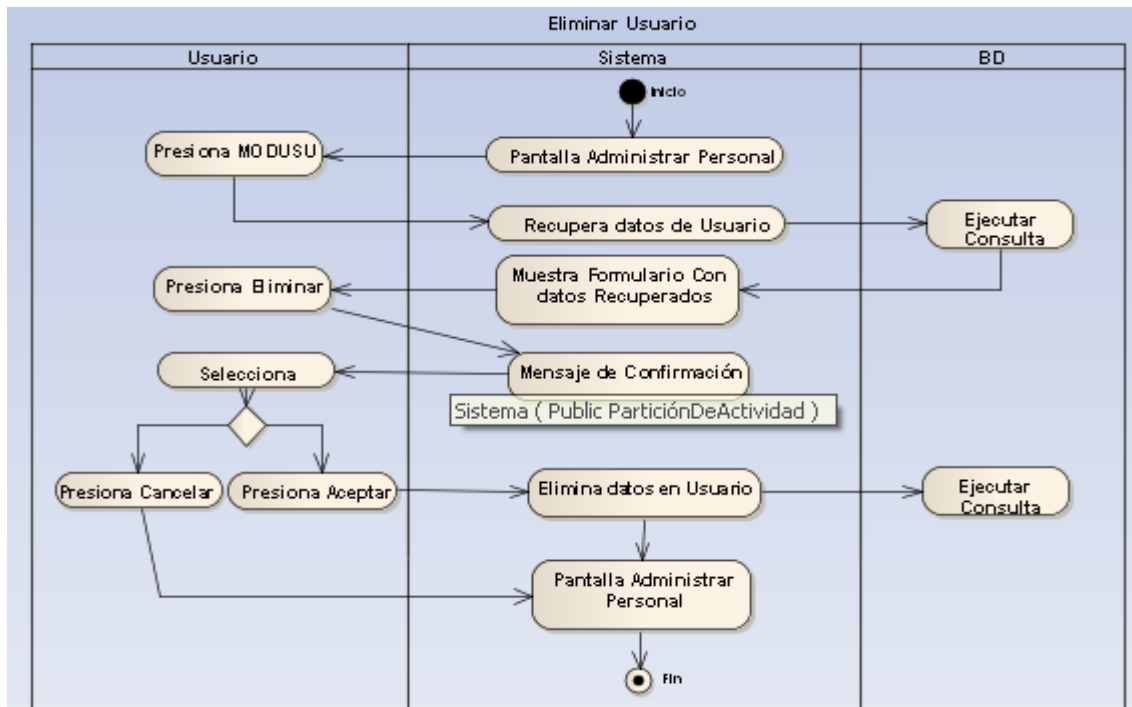 Eliminar Usuario
Usuario
Sistema
BD
Inicio
Presiona MODUSU
Pantalla Administrar Personal
Recupera datos de Usuario
Ejecutar
Consulta
Presiona Eliminar
Muestra Formulario Con
datos Recuperados
Selecciona
Mensaje de Confirmación
Sistema ( Public ParticiónDeActividad )
Presiona Cancelar
Presiona Aceptar
Elimina datos en Usuario
Ejecutar
Consulta
Pantalla Administrar
Personal
Fin